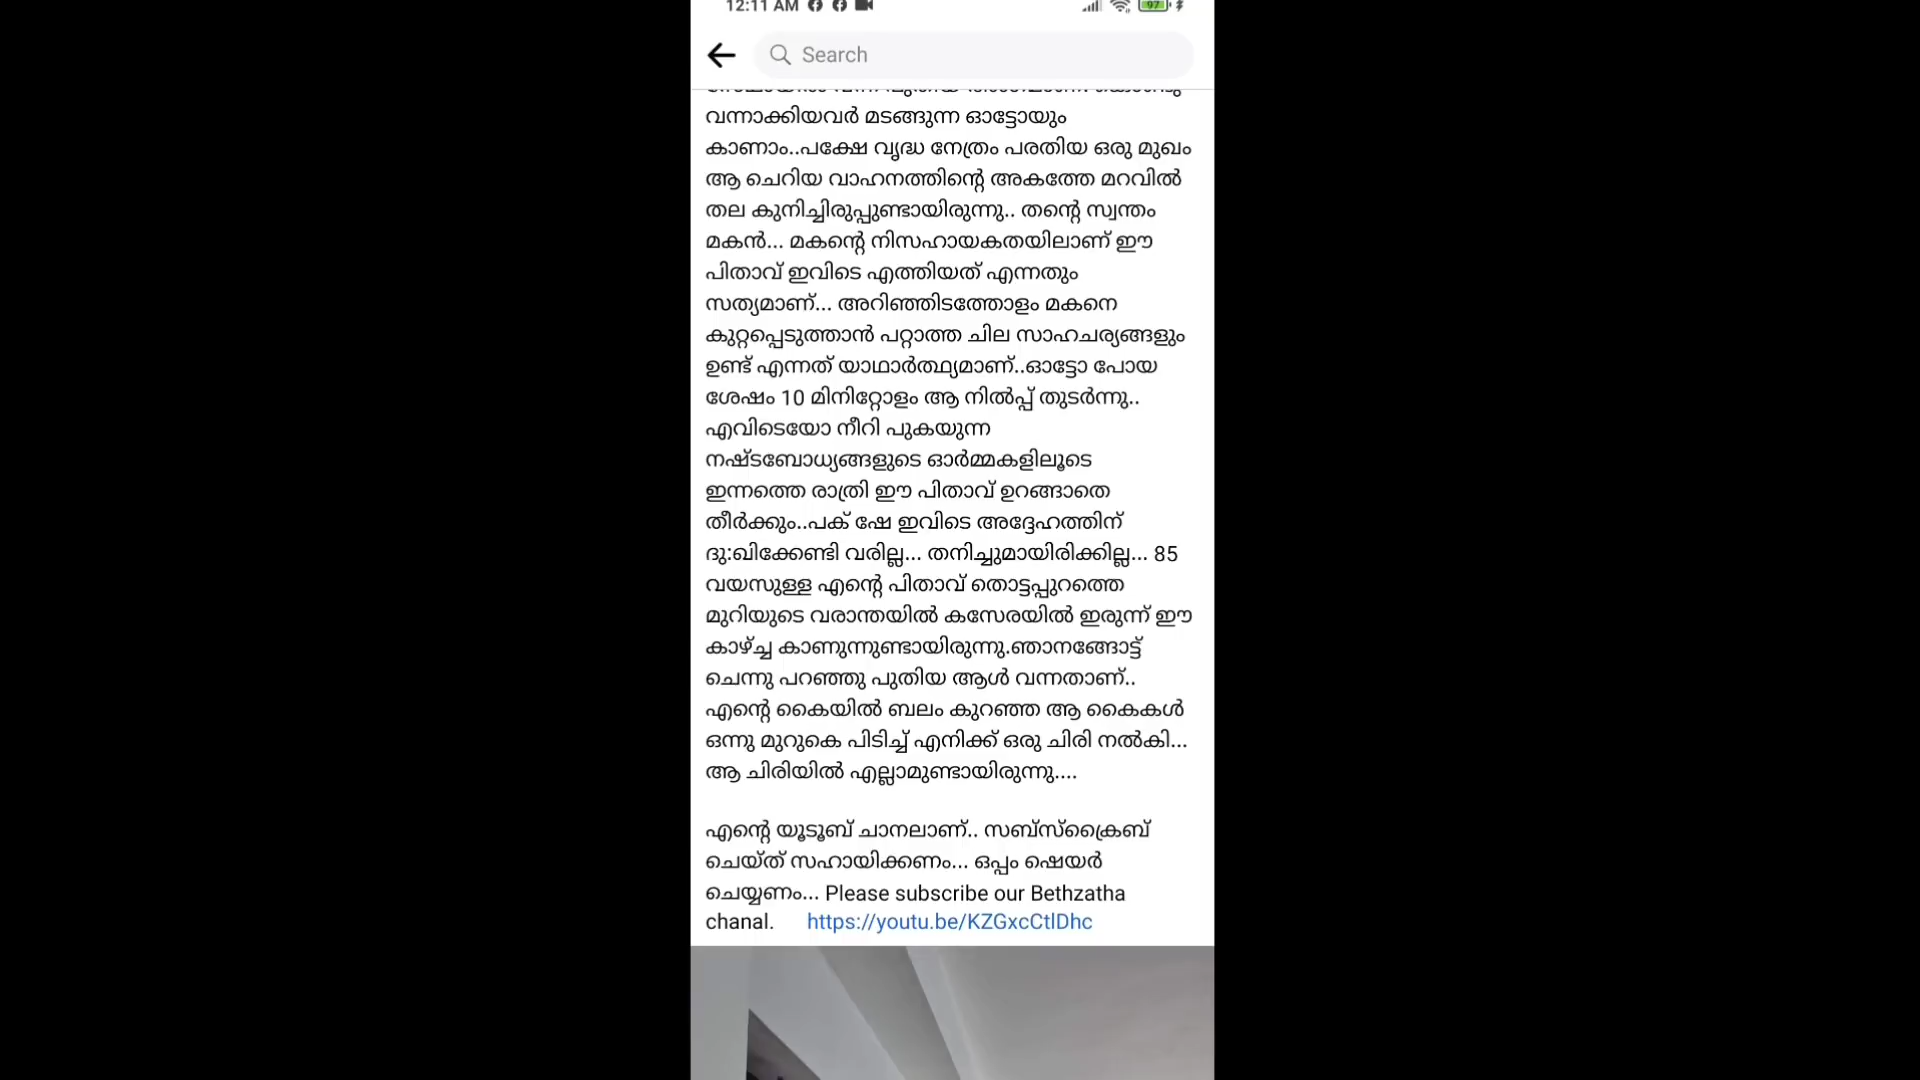 12:11 AM
97
Search
വന്നാക്കിയവർ മടങ്ങുന്ന ഓട്ടോയും
കാണാം..പക്ഷേ വൃദ്ധ നേത്രം പരതിയ ഒരു മുഖം
ആ ചെറിയ വാഹനത്തിന്റെ അകത്തേ മറവിൽ
തല കുനിച്ചിരുപ്പുണ്ടായിരുന്നു.. തന്റെ സ്വന്തം
മകൻ... മകന്റെ നിസഹായകതയിലാണ് ഈ
പിതാവ് ഇവിടെ എത്തിയത് എന്നതും
സത്യമാണ്... അറിഞ്ഞിടത്തോളം മകനെ
കുറ്റപ്പെടുത്താൻ പറ്റാത്ത ചില സാഹചര്യങ്ങളും
ഉണ്ട് എന്നത് യാഥാർത്ഥ്യമാണ്..ഓട്ടോ പോയ
ശേഷം 10 മിനിറ്റോളം ആ നിൽപ്പ് തുടർന്നു..
എവിടെയോ നീറി പുകയുന്ന
നഷ്ടബോധ്യങ്ങളുടെ ഓർമ്മകളിലൂടെ
ഇന്നത്തെ രാത്രി ഈ പിതാവ് ഉറങ്ങാതെ
തീർക്കും..പക് ഷേ ഇവിടെ അദ്ദേഹത്തിന്
ദു:ഖിക്കേണ്ടി വരില്ല... തനിച്ചുമായിരിക്കില്ല... 85
വയസുള്ള എന്റെ പിതാവ് തൊട്ടപ്പുറത്തെ
മുറിയുടെ വരാന്തയിൽ കസേരയിൽ ഇരുന്ന് ഈ
കാഴ്ച്ച കാണുന്നുണ്ടായിരുന്നു.ഞാനങ്ങോട്ട്
ചെന്നു പറഞ്ഞു പുതിയ ആൾ വന്നതാണ്..
എന്റെ കൈയിൽ ബലം കുറഞ്ഞ ആ കൈകൾ
ഒന്നു മുറുകെ പിടിച്ച് എനിക്ക് ഒരു ചിരി നൽകി...
ആ ചിരിയിൽ എല്ലാമുണ്ടായിരുന്നു....
എന്റെ യൂടൂബ് ചാനലാണ്.. സബ്സ്ക്രൈബ്
ചെയ്ത് സഹായിക്കണം... ഒപ്പം ഷെയർ
ചെയ്യണം... Please subscribe our Bethzatha
chanal. https://youtu.be/KZGxcCtlDhc